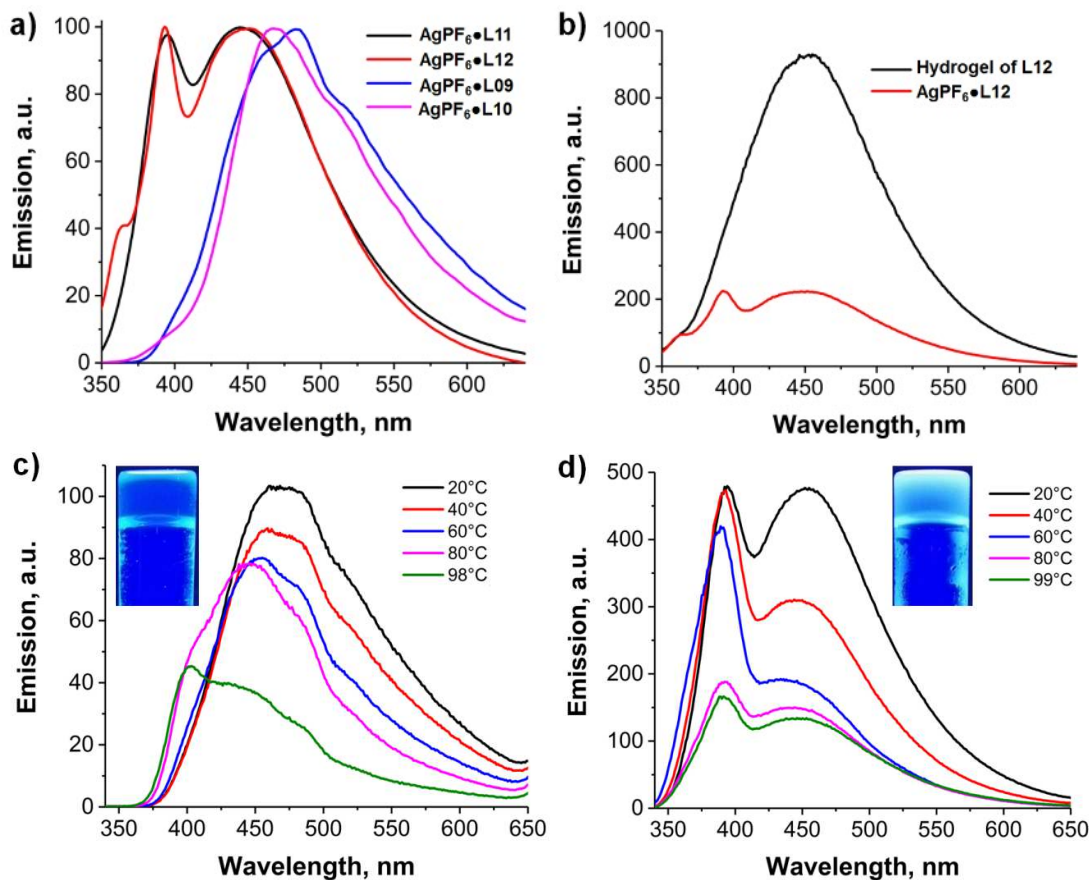 a)
Emission, a.u.
100
80
60
40
20
0
350 400 450 500 550 600
Wavelength, nm
AgPF₆●L11
AgPF₆●L12
AgPF₆●L09
AgPF₆●L10
b)
Emission, a.u.
1000
800
600
400
200
0
350 400 450 500 550 600
Wavelength, nm
Hydrogel of L12
AgPF₆●L12
c)
Emission, a.u.
100
80
60
40
20
0
350 400 450 500 550 600 650
Wavelength, nm
20°C
40°C
60°C
80°C
98°C
d)
Emission, a.u.
500
400
300
200
100
0
350 400 450 500 550 600 650
Wavelength, nm
20°C
40°C
60°C
80°C
99°C